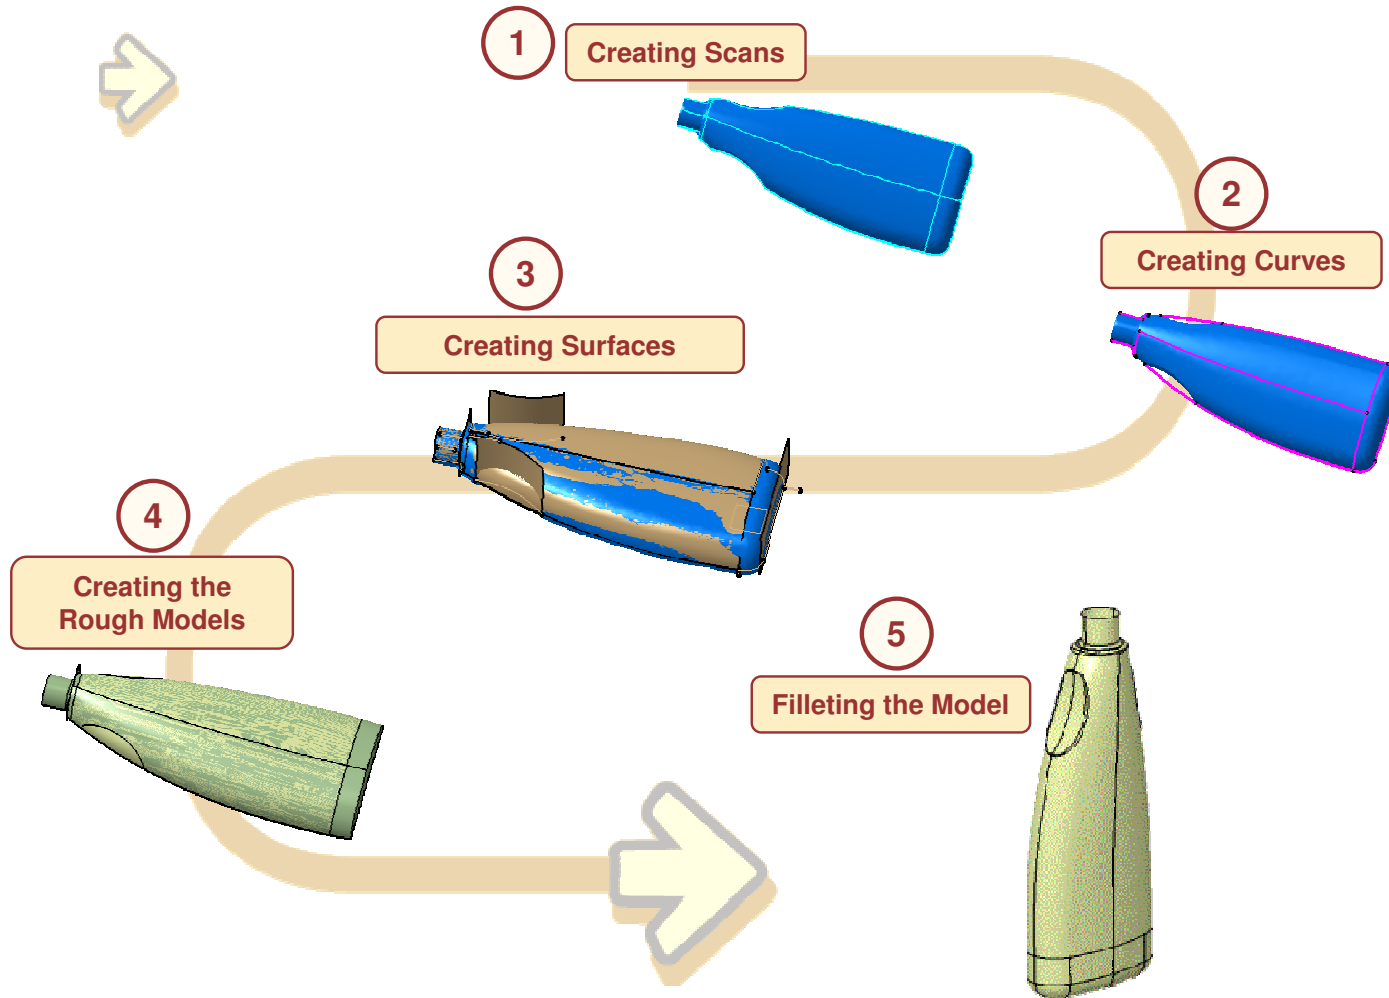 1
Creating Scans
2
Creating Curves
3
Creating Surfaces
4
Creating the
Rough Models
5
Filleting the Model